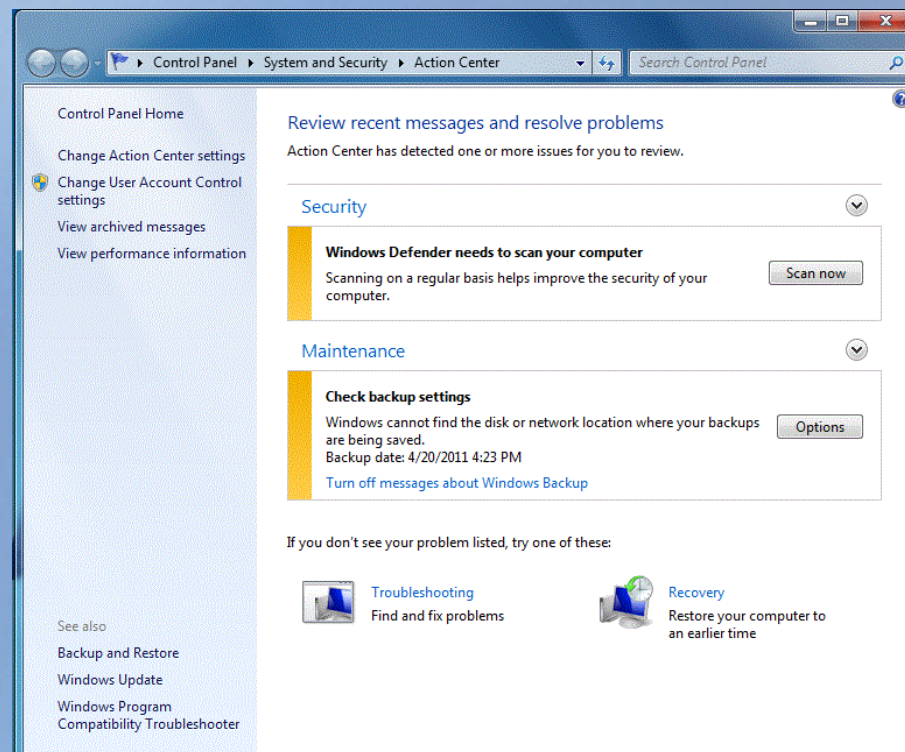 Control Panel ▸ System and Security ▸ Action Center
Search Control Panel
Control Panel Home
Change Action Center settings
Change User Account Control
settings
View archived messages
View performance information
See also
Backup and Restore
Windows Update
Windows Program
Compatibility Troubleshooter
Review recent messages and resolve problems
Action Center has detected one or more issues for you to review.
Security
Windows Defender needs to scan your computer
Scanning on a regular basis helps improve the security of your
computer.
Scan now
Maintenance
Check backup settings
Windows cannot find the disk or network location where your backups
are being saved.
Backup date: 4/20/2011 4:23 PM
Turn off messages about Windows Backup
Options
If you don't see your problem listed, try one of these:
Troubleshooting
Find and fix problems
Recovery
Restore your computer to
an earlier time